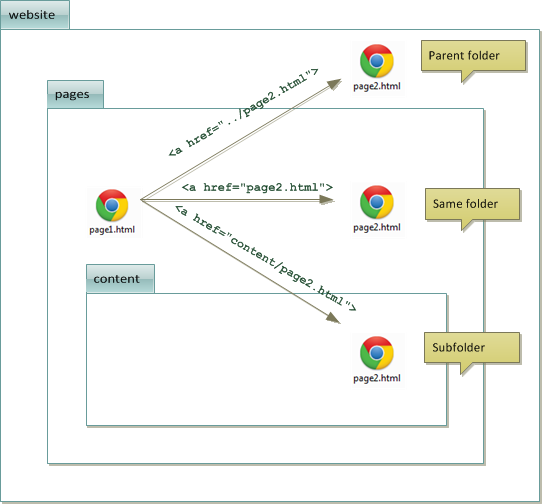 website
Parent folder
page2.html
pages
<a href="../page2.html">
<a href="page2.html">
Same folder
page1.html
page2.html
<a href="content/page2.html">
content
Subfolder
page2.html